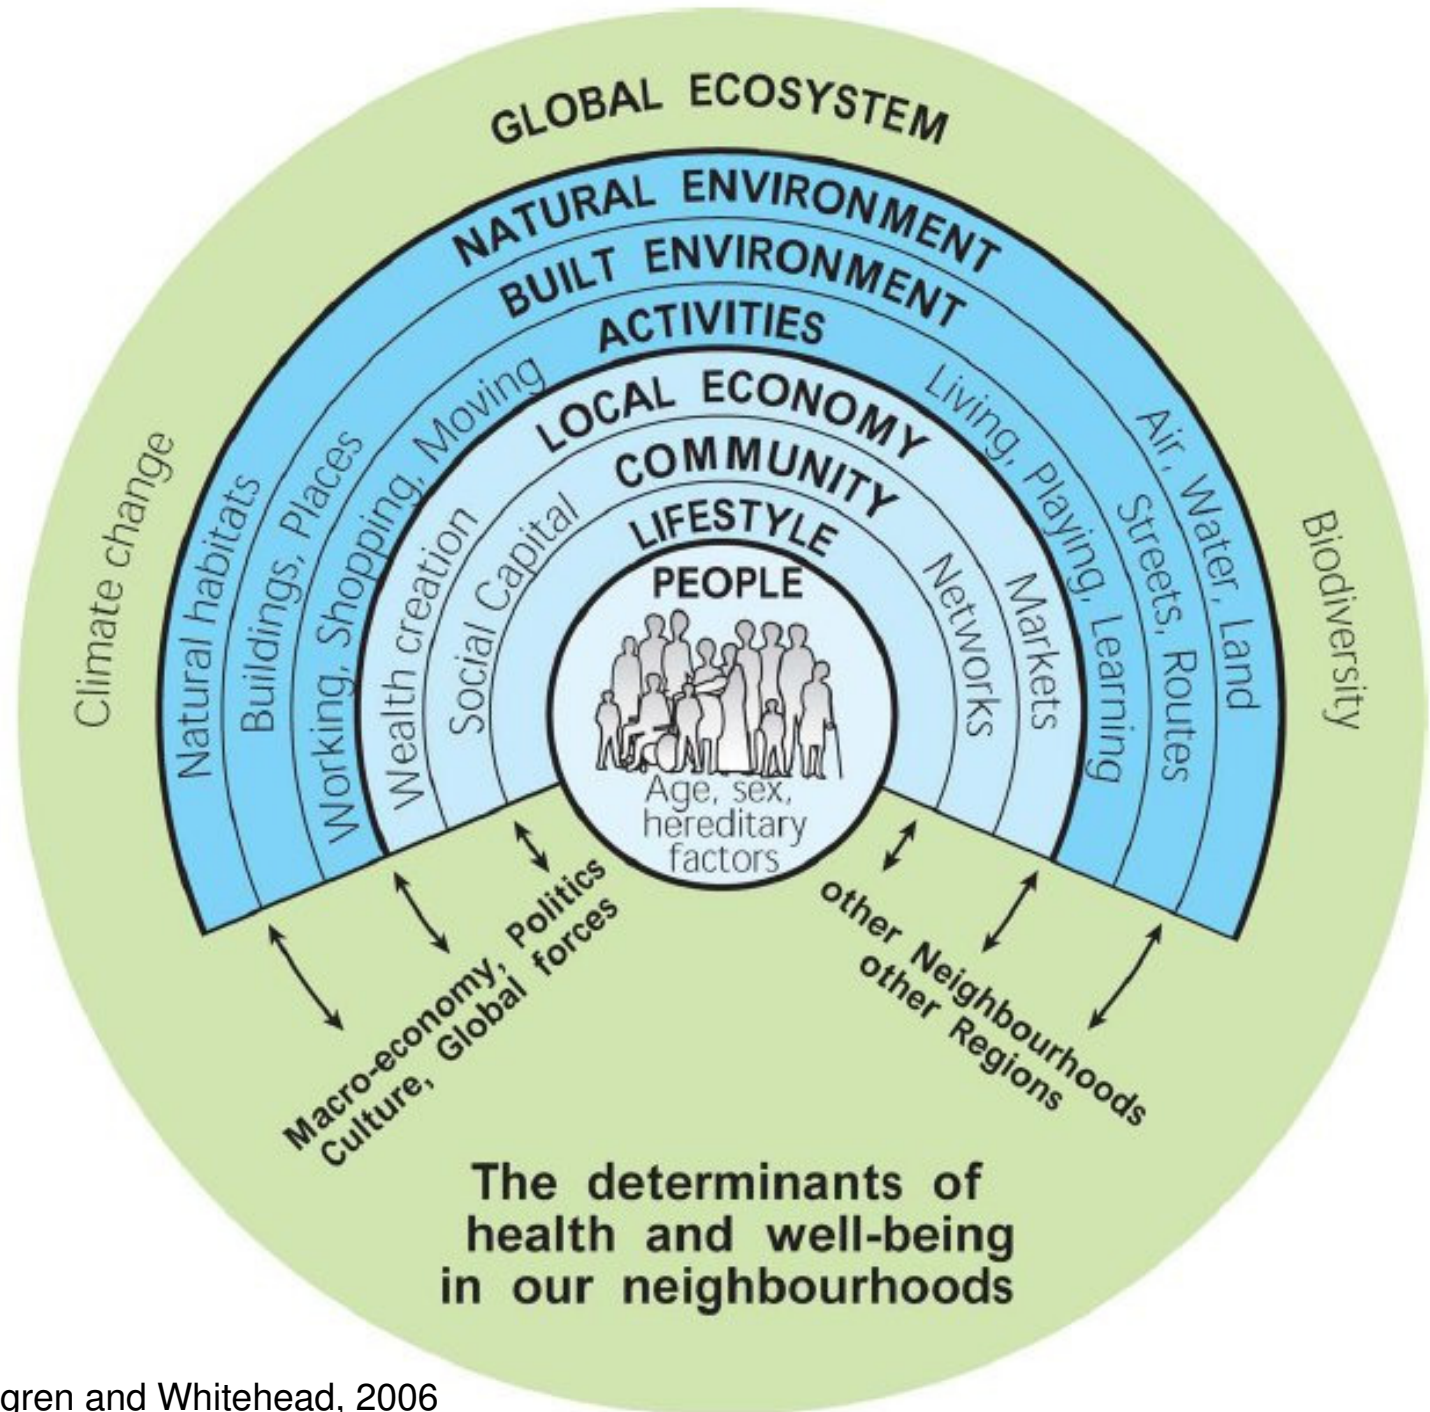 GLOBAL ECOSYSTEM
NATURAL ENVIRONMENT
BUILT ENVIRONMENT
ACTIVITIES
LOCAL ECONOMY
COMMUNITY
LIFESTYLE
PEOPLE
Age, sex,
hereditary
factors
Climate change
Natural habitats
Buildings, Places
Working, Shopping, Moving
Wealth creation
Social Capital
Networks
Markets
Living, Playing, Learning
Streets, Routes
Air, Water, Land
Biodiversity
Macro-economy, Politics
Culture, Global forces
other Neighbourhoods
other Regions
The determinants of
health and well-being
in our neighbourhoods
gren and Whitehead, 2006